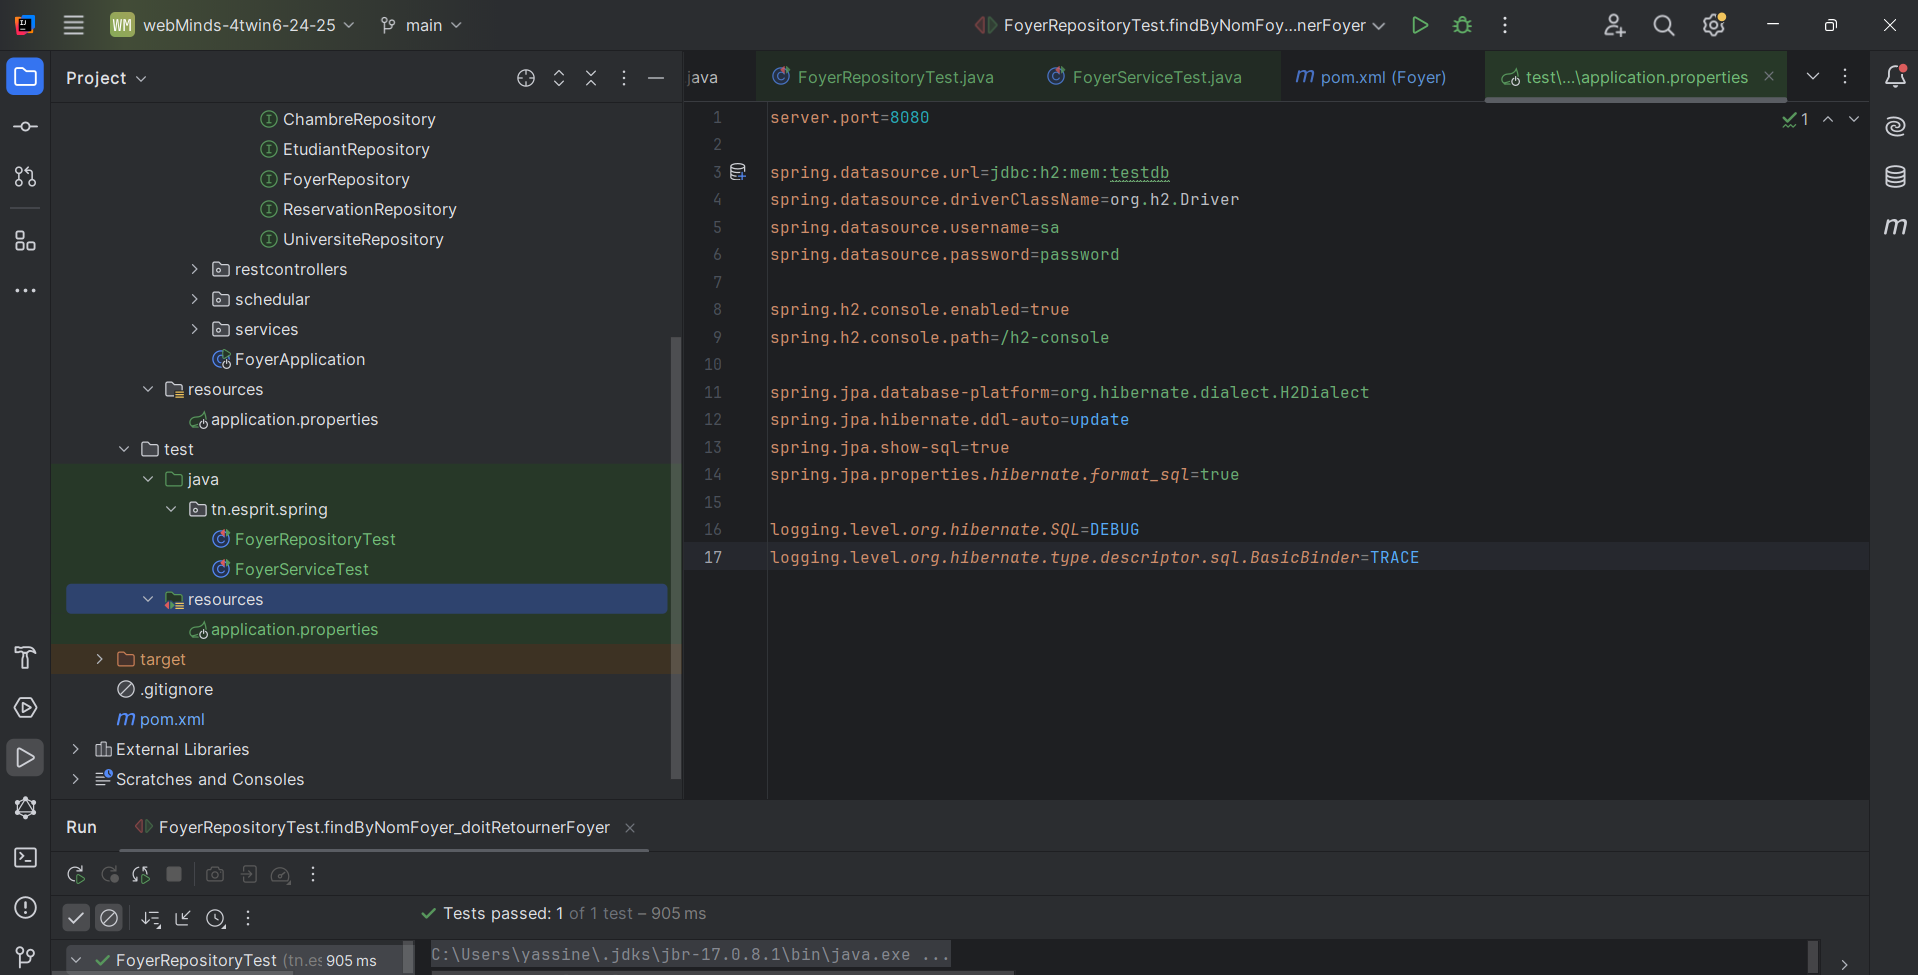 WM webMinds-4twin6-24-25 main FoyerRepositoryTest.findByNomFoy...nerFoyer
Project
java FoyerRepositoryTest.java FoyerServiceTest.java m pom.xml (Foyer) test\...\application.properties
ChambreRepository
EtudiantRepository
FoyerRepository
ReservationRepository
UniversiteRepository
restcontrollers
schedular
services
FoyerApplication
resources
application.properties
test
java
tn.esprit.spring
FoyerRepositoryTest
FoyerServiceTest
resources
application.properties
target
.gitignore
m pom.xml
External Libraries
Scratches and Consoles
1 server.port=8080
1
2
3 spring.datasource.url=jdbc:h2:mem:testdb
4 spring.datasource.driverClassName=org.h2.Driver
5 spring.datasource.username=sa
6 spring.datasource.password=password
7
8 spring.h2.console.enabled=true
9 spring.h2.console.path=/h2-console
10
11 spring.jpa.database-platform=org.hibernate.dialect.H2Dialect
12 spring.jpa.hibernate.ddl-auto=update
13 spring.jpa.show-sql=true
14 spring.jpa.properties.hibernate.format_sql=true
15
16 logging.level.org.hibernate.SQL=DEBUG
17 logging.level.org.hibernate.type.descriptor.sql.BasicBinder=TRACE
m
Run FoyerRepositoryTest.findByNomFoyer_doitRetournerFoyer
Tests passed: 1 of 1 test – 905 ms
FoyerRepositoryTest (tn.es 905 ms
C:\Users\yassine\.jdks\jbr-17.0.8.1\bin\java.exe ...